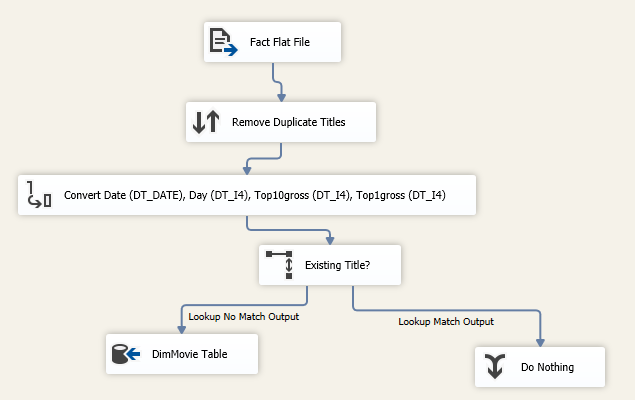 Fact Flat File
Remove Duplicate Titles
Convert Date (DT_DATE), Day (DT_I4), Top10gross (DT_I4), Top1gross (DT_I4)
Existing Title?
Lookup No Match Output
Lookup Match Output
DimMovie Table
Do Nothing